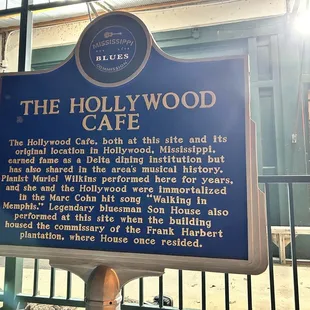 MISSISSIPPI
BLUES
COMMISSION
THE HOLLYWOOD
CAFE
The Hollywood Cafe, both at this site and its
original location in Hollywood, Mississippi,
earned fame as a Delta dining institution but
has also shared in the area's musical history.
Pianist Muriel Wilkins performed here for years,
and she and the Hollywood were immortalized
in the Marc Cohn hit song "Walking in
Memphis." Legendary bluesman Son House also
performed at this site when the building
housed the commissary of the Frank Harbert
plantation, where House once resided.